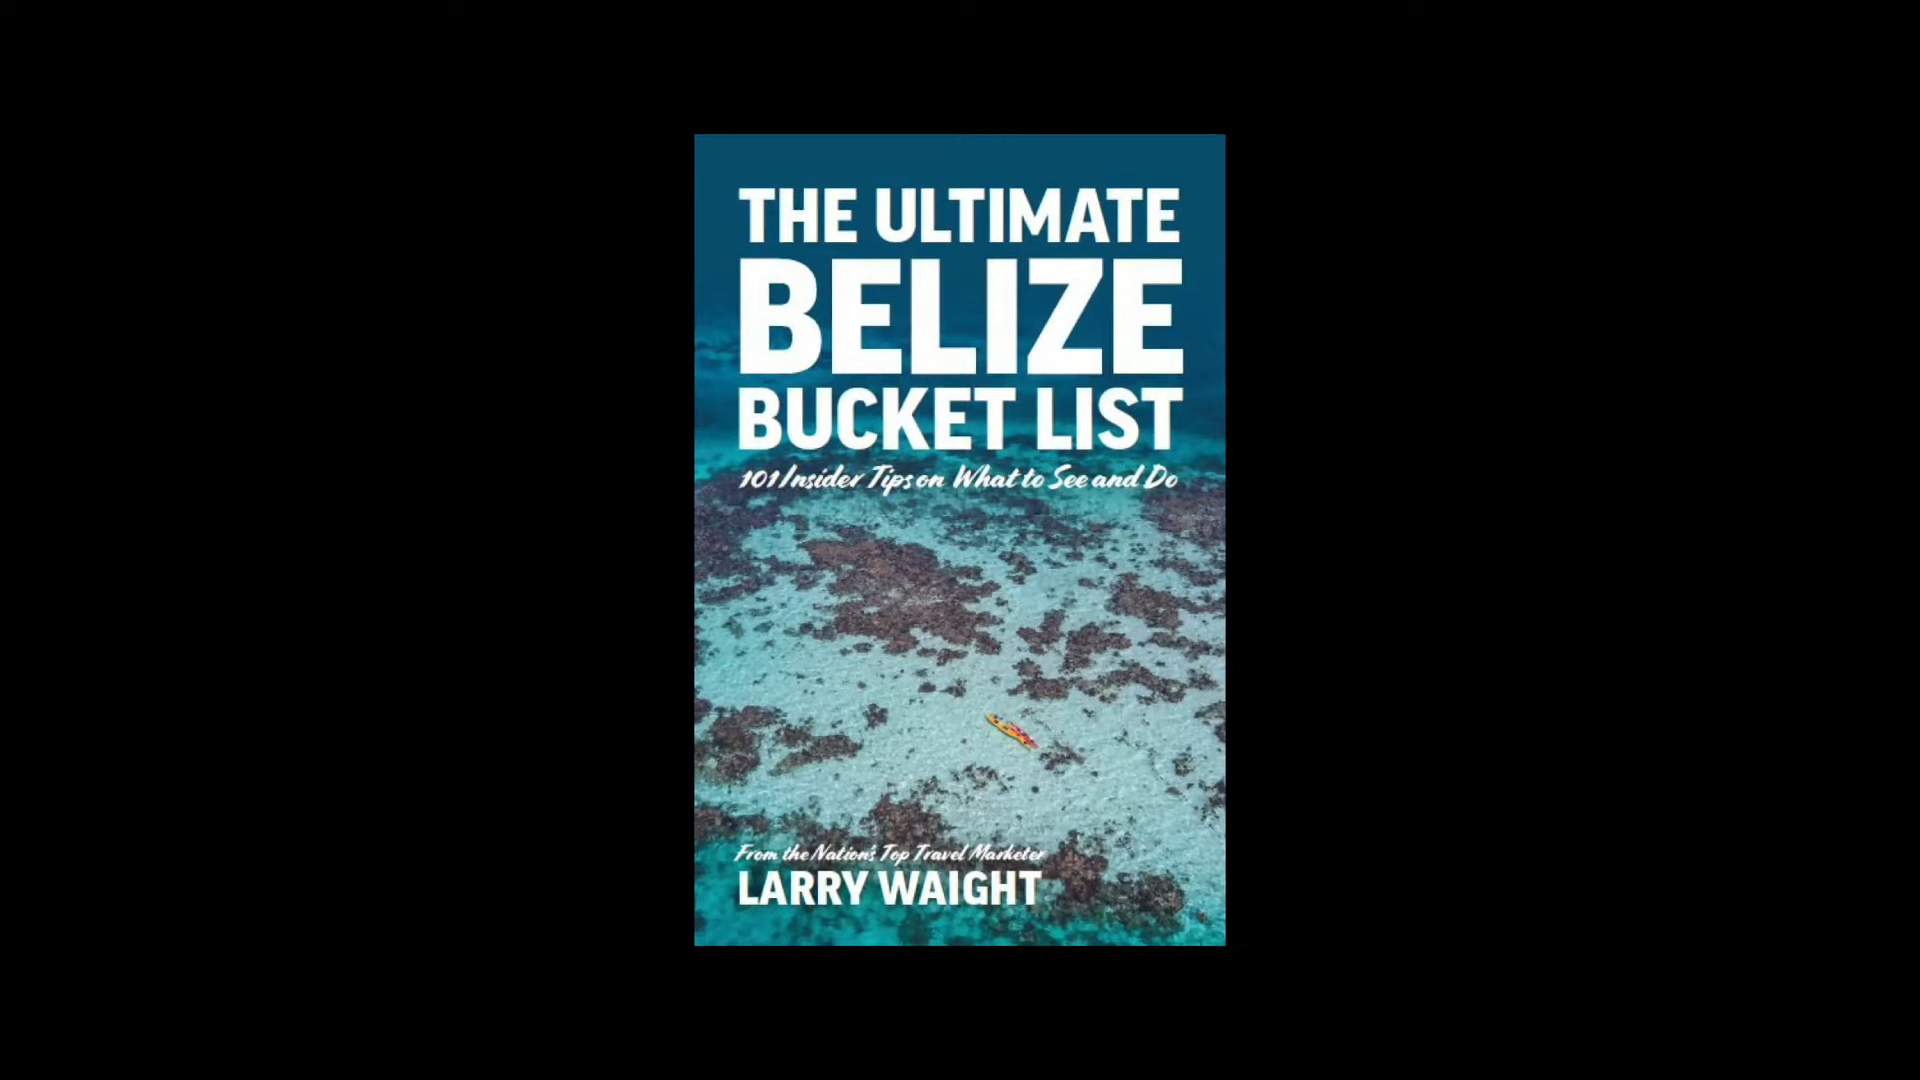 THE ULTIMATE
BELIZE
BUCKET LIST
101 Insider Tips on What to See and Do
From the Nation's Top Travel Marketer
LARRY WAIGHT